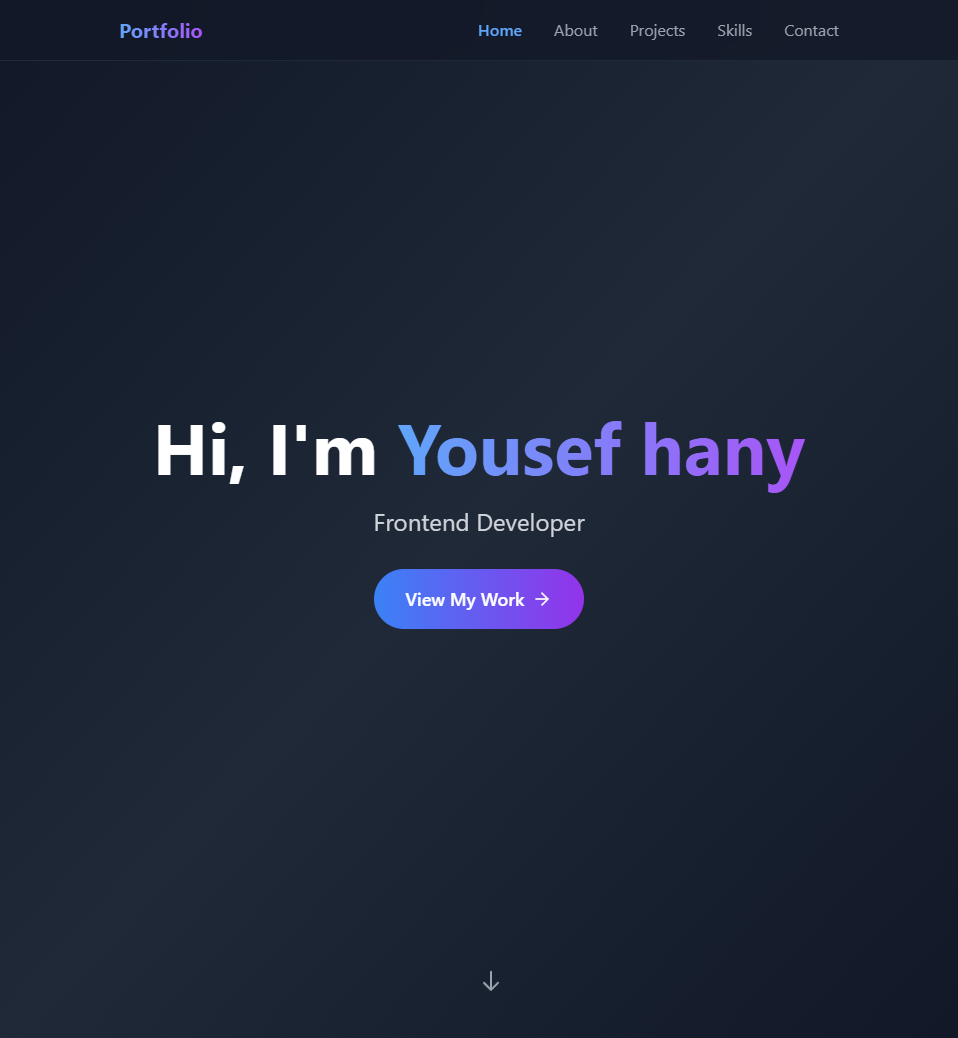 Portfolio Home About Projects Skills Contact
Hi, I'm Yousef hany
Frontend Developer
View My Work →